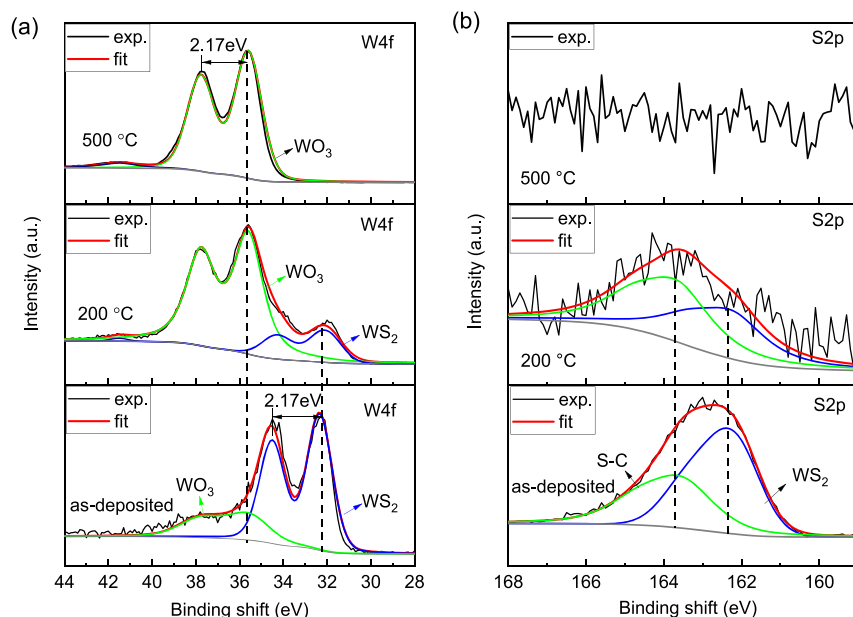 (a)
exp.
fit
2.17eV
W4f
WO3
500 °C
exp.
fit
W4f
WO3
200 °C
WS2
exp.
fit
2.17eV
W4f
WO3
as-deposited
WS2
44 42 40 38 36 34 32 30 28
Binding shift (eV)
Intensity (a.u.)
(b)
exp.
S2p
500 °C
exp.
fit
S2p
200 °C
exp.
fit
S2p
S-C
as-deposited
WS2
168 166 164 162 160
Binding shift (eV)
Intensity (a.u.)